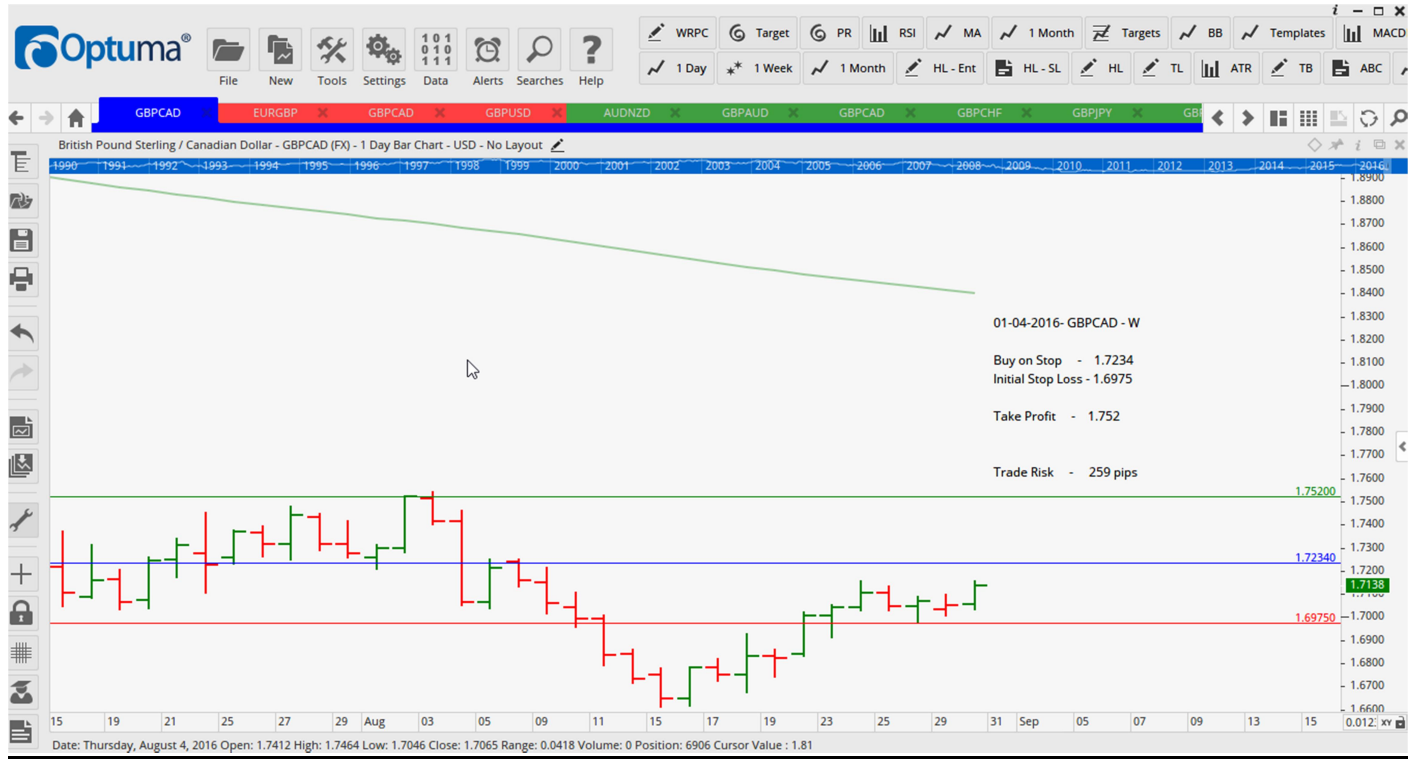 i
Optuma®
File New Tools Settings Data Alerts Searches Help
WRPC Target PR RSI MA 1 Month Targets BB Templates MACD
1 Day 1 Week 1 Month HL - Ent HL - SL HL TL ATR TB ABC
GBPCAD EURGBP GBPCAD GBPUSD AUDNZD GBPAUD GBPCAD GBPCHF GBPJPY
British Pound Sterling / Canadian Dollar - GBPCAD (FX) - 1 Day Bar Chart - USD - No Layout
1990 1991 1992 1993 1994 1995 1996 1997 1998 1999 2000 2001 2002 2003 2004 2005 2006 2007 2008 2009 2010 2011 2012 2013 2014 2015 2016
1.8900
1.8800
1.8700
1.8600
1.8500
1.8400
1.8300
01-04-2016- GBPCAD - W
1.8200
1.8100
Buy on Stop - 1.7234
Initial Stop Loss - 1.6975
1.8000
1.7900
Take Profit - 1.752
1.7800
1.7700
Trade Risk - 259 pips
1.7600
1.75200
1.7500
1.7400
1.7300
1.72340
1.7200
1.7138
1.7000
1.69750
1.6900
1.6800
1.6700
1.6600
15 19 21 25 27 29 Aug 03 05 09 11 15 17 19 23 25 29 31 Sep 05 07 09 13 15 0.012 XY
Date: Thursday, August 4, 2016 Open: 1.7412 High: 1.7464 Low: 1.7046 Close: 1.7065 Range: 0.0418 Volume: 0 Position: 6906 Cursor Value : 1.81